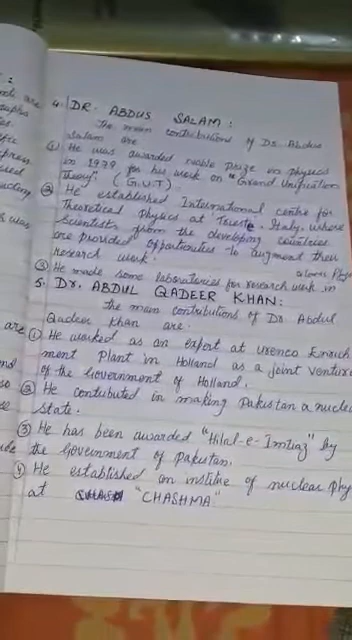 4. DR. ABDUS SALAM:
The main contributions of Dr. Abdus
Salam are
① He was awarded noble prize in physics
in 1979 for his work on "Grand Unification
Theory" (G.U.T)
② He established International centre for
Theoretical Physics at Trieste, Italy, where
Scientists from the developing countries
are provided opportunities to augment their
research work.
③ He made some laboratories for research work in
5. Dr. ABDUL QADEER KHAN:
the main contributions of Dr. Abdul
Qadeer Khan are.
① He worked as an expert at urenco Enrich
ment Plant in Holland as a joint venture
of the Government of Holland.
② He contributed in making Pakistan a nuclea
State.
③ He has been awarded "Hilal-e-Imtiaz" by
the Government of Pakistan.
④ He established an institue of nuclear Phy
at "CHASHMA"